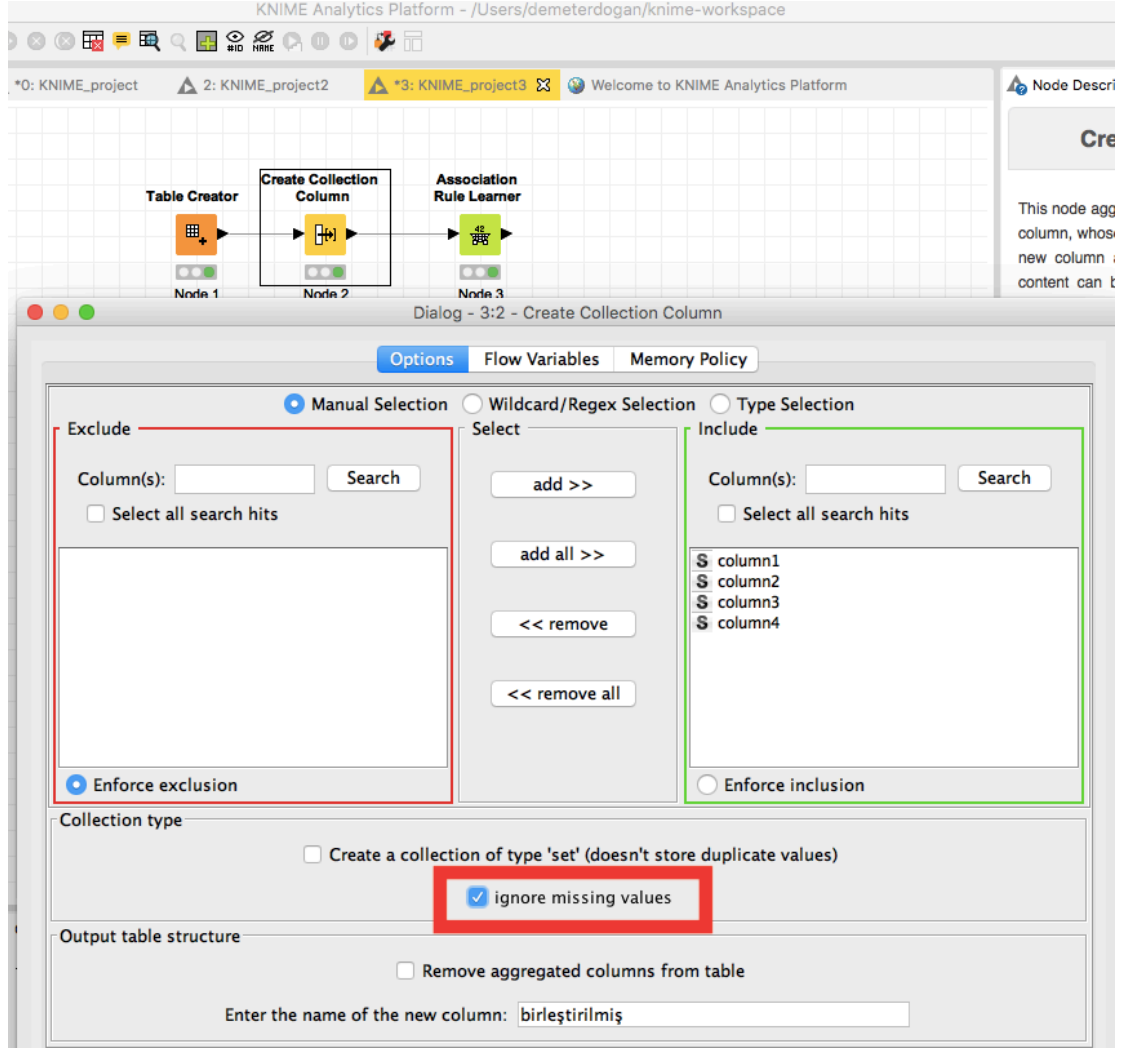 KNIME Analytics Platform - /Users/demeterdogan/knime-workspace
#ID NAME
*0: KNIME_project 2: KNIME_project2 *3: KNIME_project3 Welcome to KNIME Analytics Platform
Node Descri
Cre
Table Creator
Create Collection
Column
Association
Rule Learner
This node agg
column, whose
new column
content can b
Node 1 Node 2 Node 3
Dialog - 3:2 - Create Collection Column
Options Flow Variables Memory Policy
Manual Selection Wildcard/Regex Selection Type Selection
Exclude Select Include
Column(s): Search add >> Column(s): Search
Select all search hits Select all search hits
add all >>
<< remove
<< remove all
S column1
S column2
S column3
S column4
Enforce exclusion Enforce inclusion
Collection type
Create a collection of type 'set' (doesn't store duplicate values)
ignore missing values
Output table structure
Remove aggregated columns from table
Enter the name of the new column: birleştirilmiş